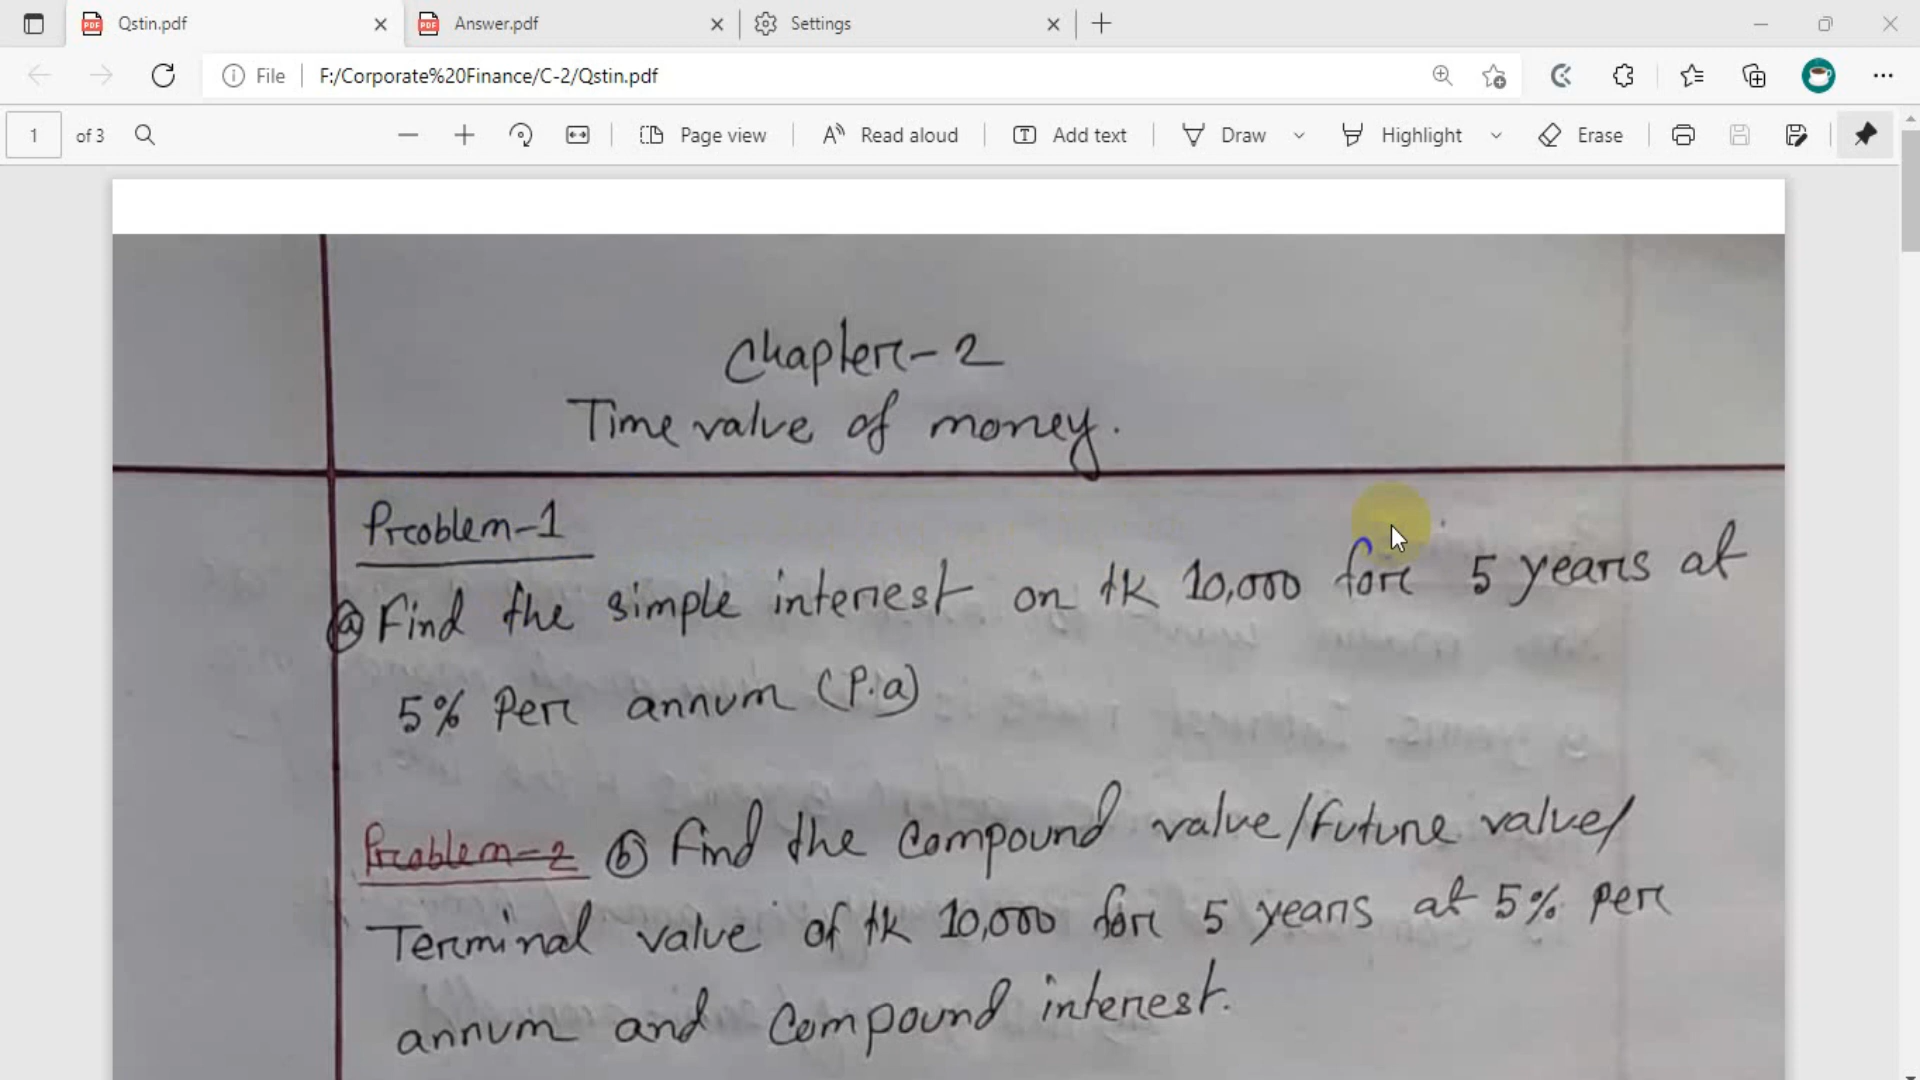 Qstin.pdf
Answer.pdf
Settings
File
F:/Corporate%20Finance/C-2/Qstin.pdf
1 of 3
Page view
Read aloud
Add text
Draw
Highlight
Erase
Chapter-2
Time value of money.
Problem-1
(a) Find the simple interest on tk 10,000 for 5 years at
5% Per annum (P.a)
Problem-2 (b) Find the compound value/Future value/
Terminal value of tk 10,000 for 5 years at 5% per
annum and compound interest.